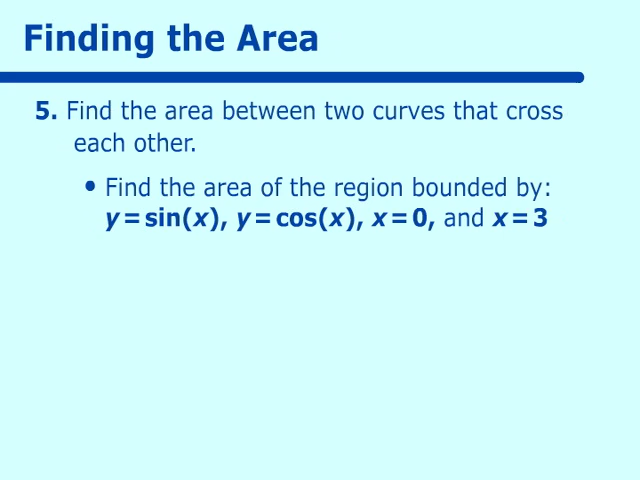 Finding the Area
5. Find the area between two curves that cross
each other.
• Find the area of the region bounded by:
y = sin(x), y = cos(x), x = 0, and x = 3